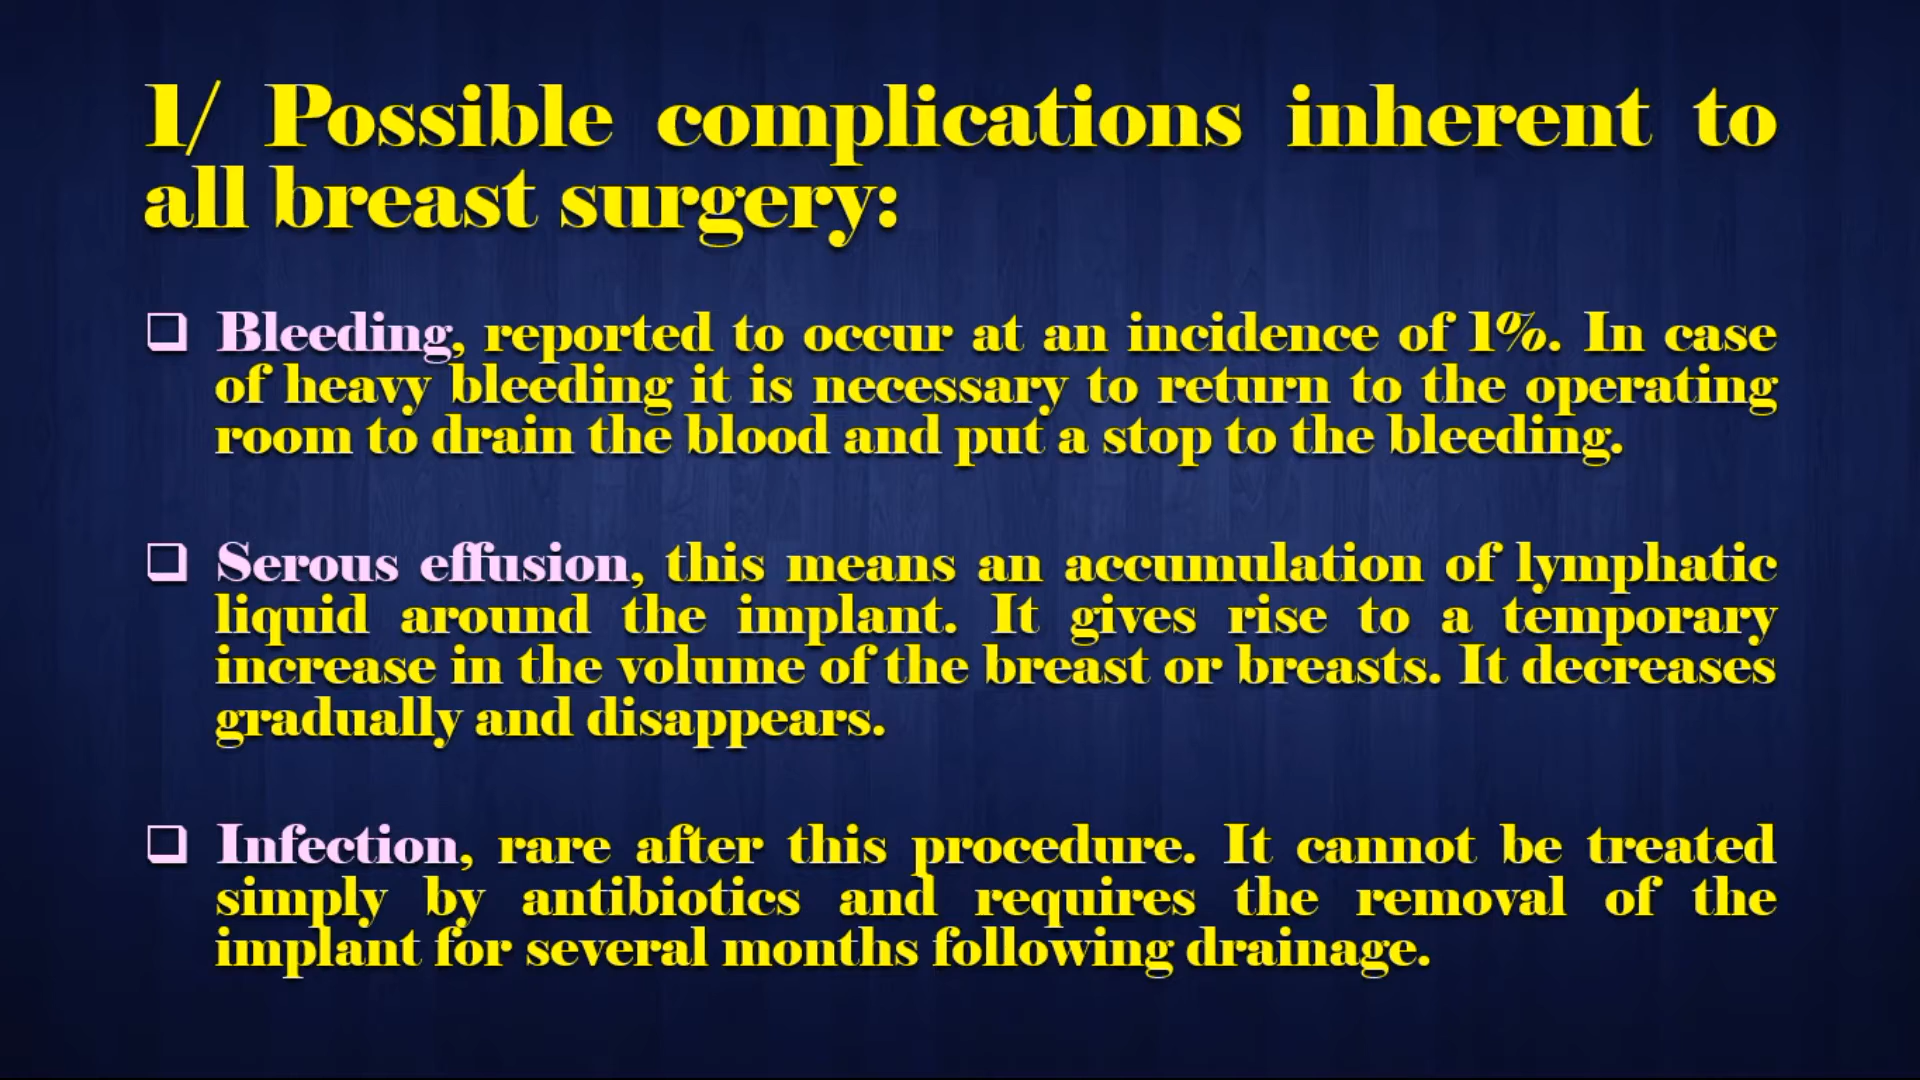 1/ Possible complications inherent to
all breast surgery:
❑ Bleeding, reported to occur at an incidence of 1%. In case
of heavy bleeding it is necessary to return to the operating
room to drain the blood and put a stop to the bleeding.
❑ Serous effusion, this means an accumulation of lymphatic
liquid around the implant. It gives rise to a temporary
increase in the volume of the breast or breasts. It decreases
gradually and disappears.
❑ Infection, rare after this procedure. It cannot be treated
simply by antibiotics and requires the removal of the
implant for several months following drainage.